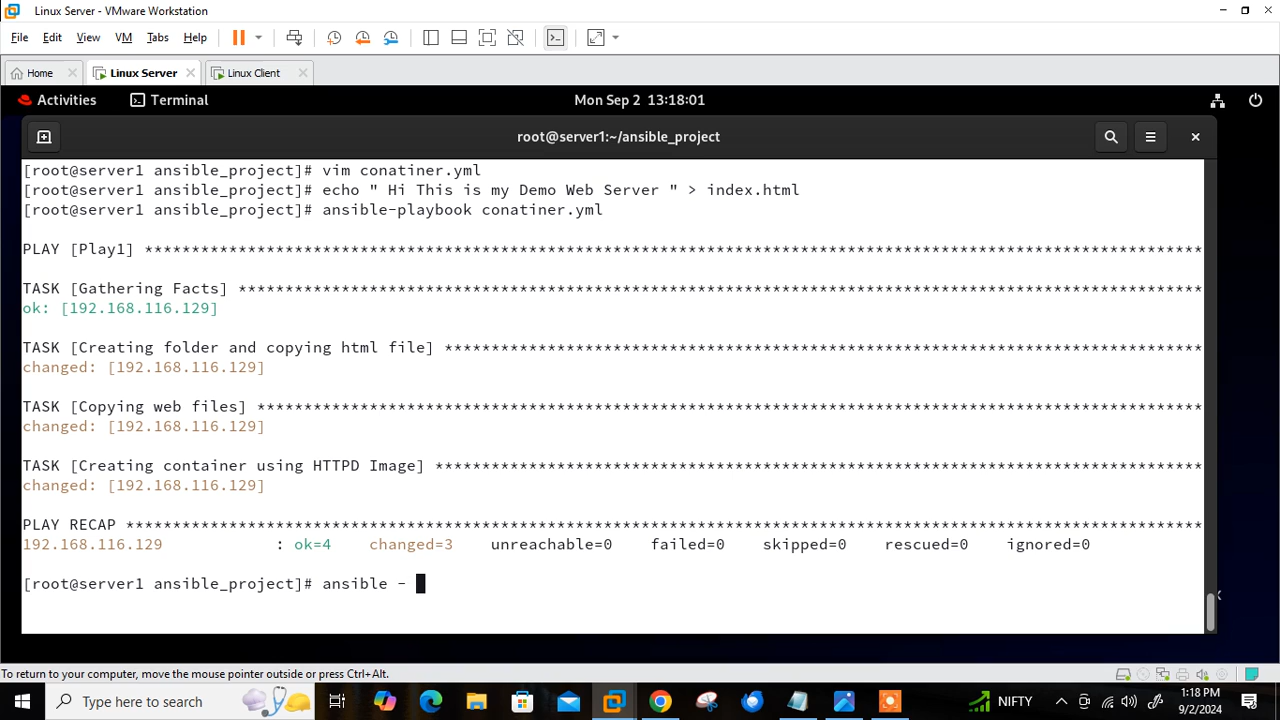 Linux Server - VMware Workstation
File Edit View VM Tabs Help
Home Linux Server Linux Client
Activities Terminal Mon Sep 2 13:18:01
root@server1:~/ansible_project
[root@server1 ansible_project]# vim conatiner.yml
[root@server1 ansible_project]# echo " Hi This is my Demo Web Server " > index.html
[root@server1 ansible_project]# ansible-playbook conatiner.yml
PLAY [Play1] **************************************************************************************************************************************
TASK [Gathering Facts] **************************************************************************************************************************
ok: [192.168.116.129]
TASK [Creating folder and copying html file] *************************************************************************************************
changed: [192.168.116.129]
TASK [Copying web files] *************************************************************************************************************************
changed: [192.168.116.129]
TASK [Creating container using HTTPD Image] **************************************************************************************************
changed: [192.168.116.129]
PLAY RECAP ****************************************************************************************************************************************
192.168.116.129 : ok=4 changed=3 unreachable=0 failed=0 skipped=0 rescued=0 ignored=0
[root@server1 ansible_project]# ansible -
To return to your computer, move the mouse pointer outside or press Ctrl+Alt.
Type here to search NIFTY 1:18 PM
9/2/2024